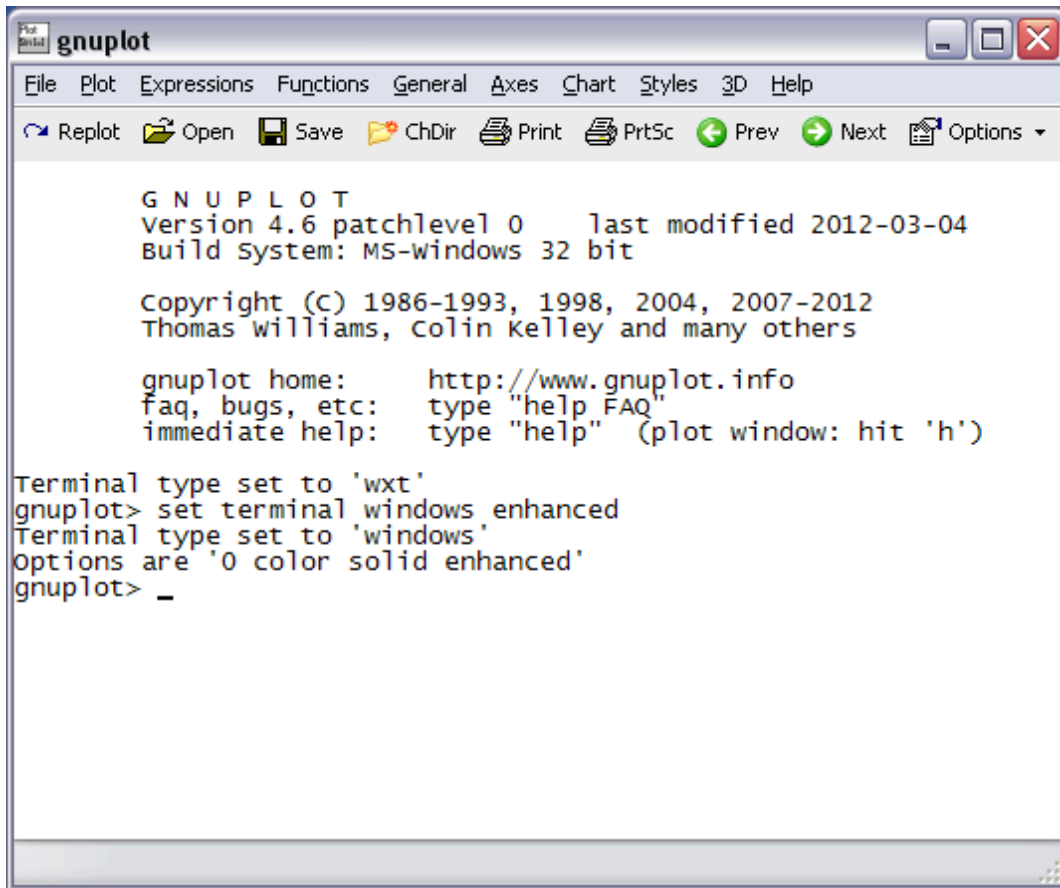 gnuplot
File Plot Expressions Functions General Axes Chart Styles 3D Help
Replot Open Save ChDir Print PrtSc Prev Next Options
G N U P L O T
Version 4.6 patchlevel 0    last modified 2012-03-04
Build System: MS-Windows 32 bit
Copyright (C) 1986-1993, 1998, 2004, 2007-2012
Thomas Williams, Colin Kelley and many others
gnuplot home:     http://www.gnuplot.info
faq, bugs, etc:   type "help FAQ"
immediate help:   type "help"  (plot window: hit 'h')
Terminal type set to 'wxt'
gnuplot> set terminal windows enhanced
Terminal type set to 'windows'
Options are '0 color solid enhanced'
gnuplot> _